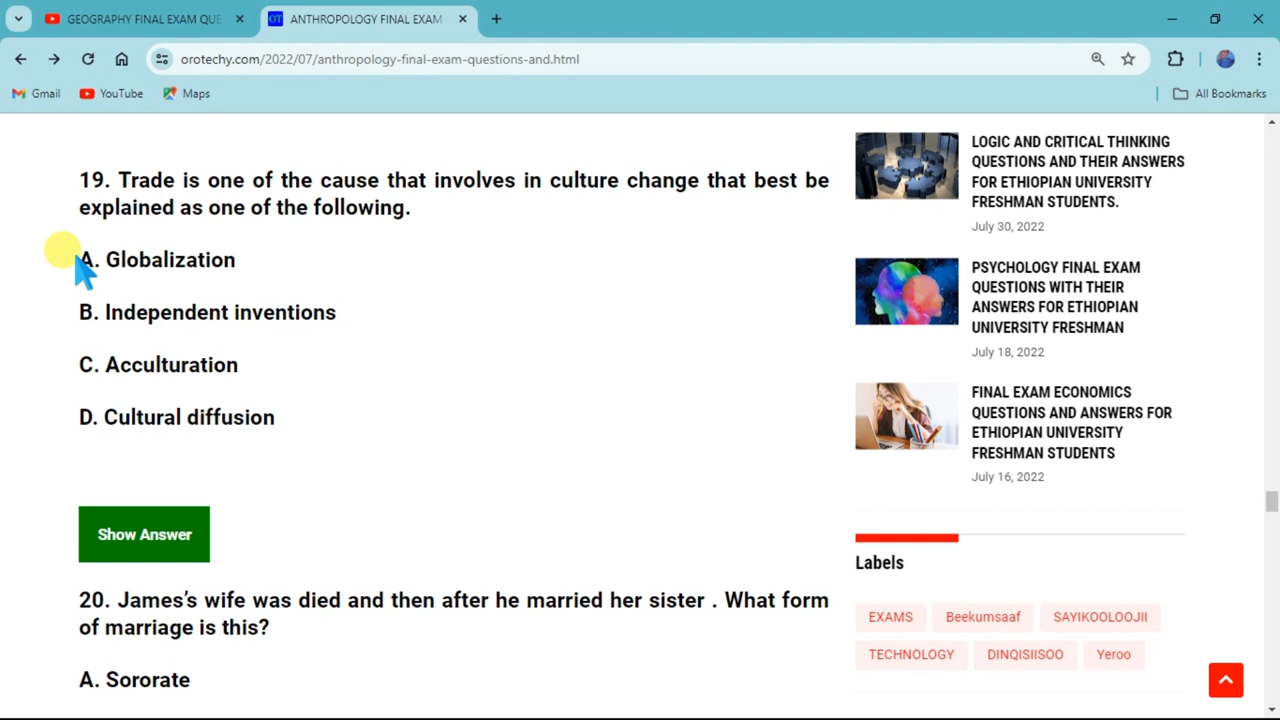 GEOGRAPHY FINAL EXAM QUE
OT ANTHROPOLOGY FINAL EXAM
orotechy.com/2022/07/anthropology-final-exam-questions-and.html
Gmail
YouTube
Maps
All Bookmarks
19. Trade is one of the cause that involves in culture change that best be
explained as one of the following.
A. Globalization
B. Independent inventions
C. Acculturation
D. Cultural diffusion
Show Answer
20. James’s wife was died and then after he married her sister . What form
of marriage is this?
A. Sororate
LOGIC AND CRITICAL THINKING
QUESTIONS AND THEIR ANSWERS
FOR ETHIOPIAN UNIVERSITY
FRESHMAN STUDENTS.
July 30, 2022
PSYCHOLOGY FINAL EXAM
QUESTIONS WITH THEIR
ANSWERS FOR ETHIOPIAN
UNIVERSITY FRESHMAN
July 18, 2022
FINAL EXAM ECONOMICS
QUESTIONS AND ANSWERS FOR
ETHIOPIAN UNIVERSITY
FRESHMAN STUDENTS
July 16, 2022
Labels
EXAMS
Beekumsaaf
SAYIKOOLOOJII
TECHNOLOGY
DINQISIISOO
Yeroo